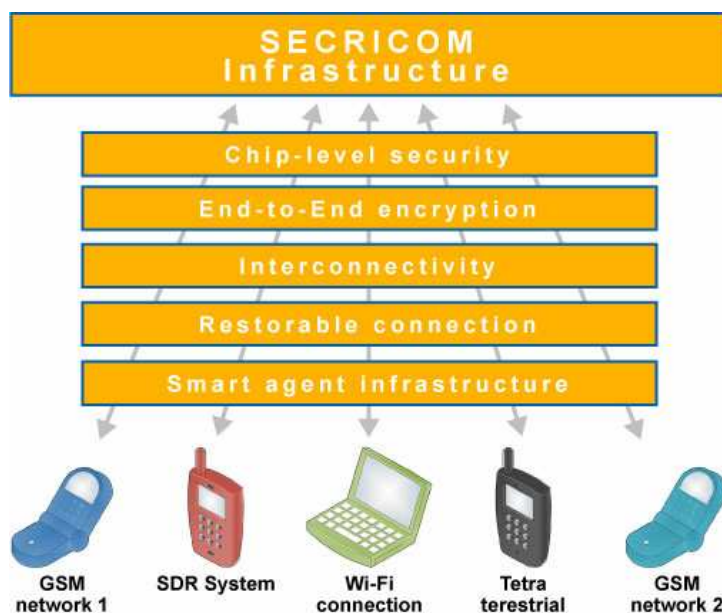 SECRICOM
Infrastructure
Chip-level security
End-to-End encryption
Interconnectivity
Restorable connection
Smart agent infrastructure
GSM
network 1
SDR System
Wi-Fi
connection
Tetra
terestrial
GSM
network 2